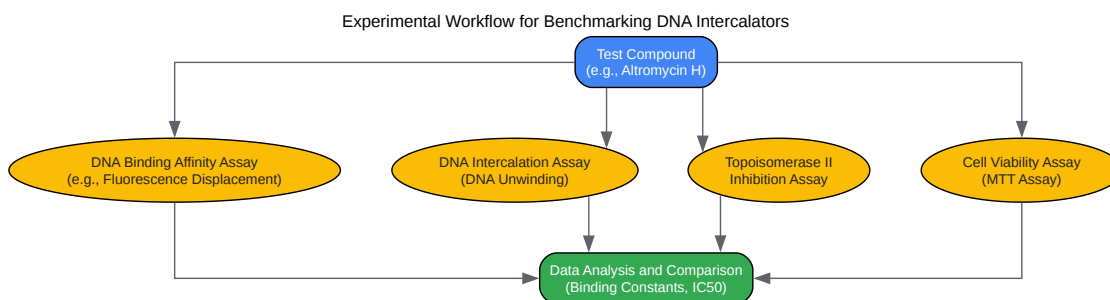 Experimental Workflow for Benchmarking DNA Intercalators
Test Compound
(e.g., Altromycin H)
DNA Binding Affinity Assay
(e.g., Fluorescence Displacement)
DNA Intercalation Assay
(DNA Unwinding)
Topoisomerase II
Inhibition Assay
Cell Viability Assay
(MTT Assay)
Data Analysis and Comparison
(Binding Constants, IC50)